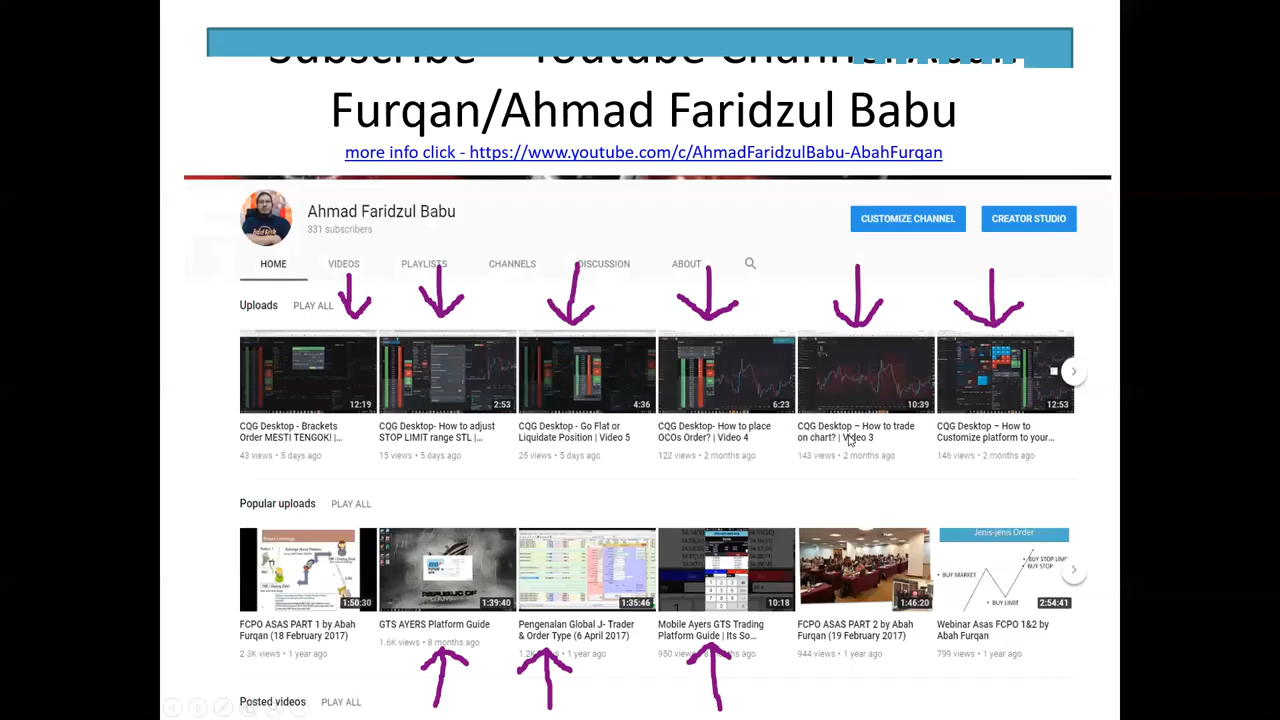 Subscribe - Youtube Channel Abah
Furqan/Ahmad Faridzul Babu
more info click - https://www.youtube.com/c/AhmadFaridzulBabu-AbahFurqan
Ahmad Faridzul Babu
331 subscribers
CUSTOMIZE CHANNEL CREATOR STUDIO
HOME VIDEOS PLAYLISTS CHANNELS DISCUSSION ABOUT
Uploads PLAY ALL
12:19 2:53 4:36 6:23 10:39 12:53
CQG Desktop - Brackets
Order MESTI TENGOK! |...
43 views • 5 days ago
CQG Desktop - How to adjust
STOP LIMIT range STL |...
15 views • 5 days ago
CQG Desktop - Go Flat or
Liquidate Position | Video 5
25 views • 5 days ago
CQG Desktop- How to place
OCOs Order? | Video 4
122 views • 2 months ago
CQG Desktop – How to trade
on chart? | Video 3
143 views • 2 months ago
CQG Desktop – How to
Customize platform to your...
146 views • 2 months ago
Popular uploads PLAY ALL
Jenis-jenis Order
• BUY MARKET
• BUY STOP LIMIT
• BUY STOP
• BUY LIMIT
1:50:30 1:39:40 1:35:46 10:18 1:46:20 2:54:41
FCPO ASAS PART 1 by Abah
Furqan (18 February 2017)
2.3K views • 1 year ago
GTS AYERS Platform Guide
1.6K views • 8 months ago
Pengenalan Global J- Trader
& Order Type (6 April 2017)
views • 1 year ago
Mobile Ayers GTS Trading
Platform Guide | Its So...
950 views • months ago
FCPO ASAS PART 2 by Abah
Furqan (19 February 2017)
944 views • 1 year ago
Webinar Asas FCPO 1&2 by
Abah Furqan
799 views • 1 year ago
Posted videos PLAY ALL